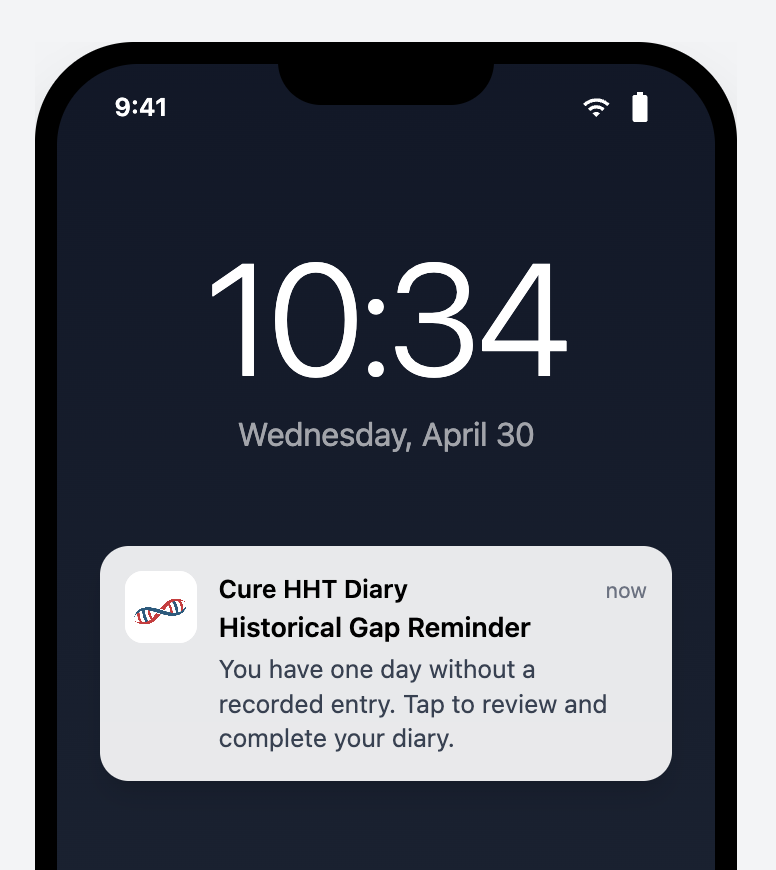 9:41
10:34
Wednesday, April 30
Cure HHT Diary
now
Historical Gap Reminder
You have one day without a
recorded entry. Tap to review and
complete your diary.